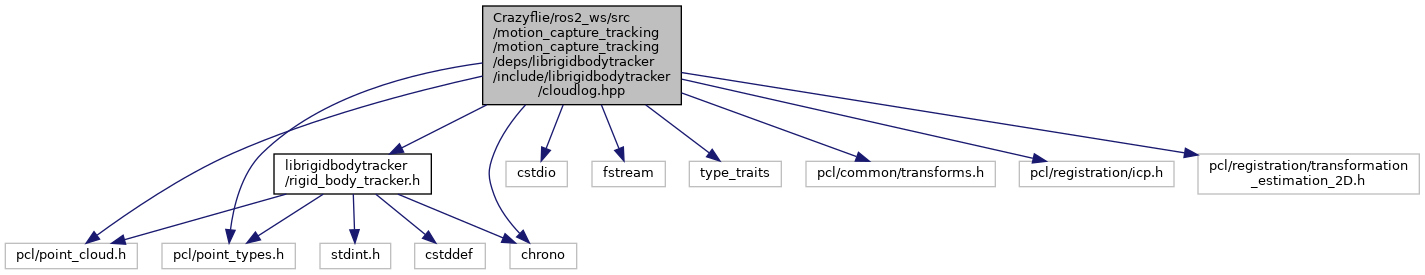 Crazyflie/ros2_ws/src
/motion_capture_tracking
/motion_capture_tracking
/deps/librigidbodytracker
/include/librigidbodytracker
/cloudlog.hpp
librigidbodytracker
/rigid_body_tracker.h
cstdio
fstream
type_traits
pcl/common/transforms.h
pcl/registration/icp.h
pcl/registration/transformation
_estimation_2D.h
pcl/point_cloud.h
pcl/point_types.h
stdint.h
cstddef
chrono